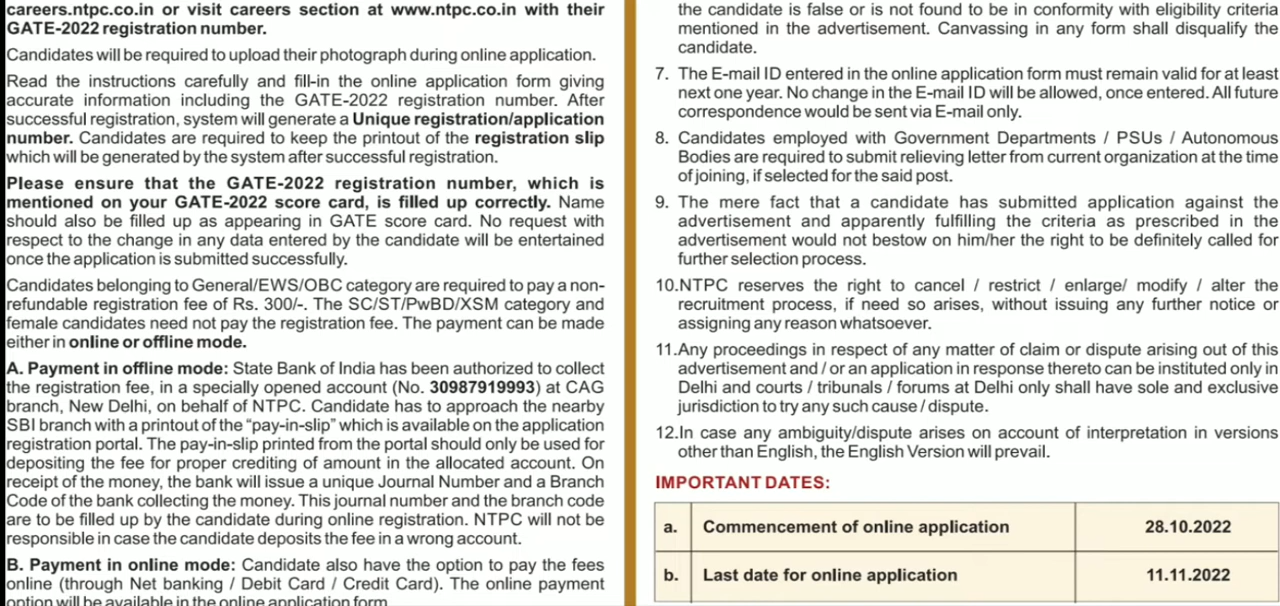 careers.ntpc.co.in or visit careers section at www.ntpc.co.in with their
GATE-2022 registration number.
Candidates will be required to upload their photograph during online application.
Read the instructions carefully and fill-in the online application form giving
accurate information including the GATE-2022 registration number. After
successful registration, system will generate a Unique registration/application
number. Candidates are required to keep the printout of the registration slip
which will be generated by the system after successful registration.
Please ensure that the GATE-2022 registration number, which is
mentioned on your GATE-2022 score card, is filled up correctly. Name
should also be filled up as appearing in GATE score card. No request with
respect to the change in any data entered by the candidate will be entertained
once the application is submitted successfully.
Candidates belonging to General/EWS/OBC category are required to pay a non-
refundable registration fee of Rs. 300/-. The SC/ST/PwBD/XSM category and
female candidates need not pay the registration fee. The payment can be made
either in online or offline mode.
A. Payment in offline mode: State Bank of India has been authorized to collect
the registration fee, in a specially opened account (No. 30987919993) at CAG
branch, New Delhi, on behalf of NTPC. Candidate has to approach the nearby
SBI branch with a printout of the “pay-in-slip” which is available on the application
registration portal. The pay-in-slip printed from the portal should only be used for
depositing the fee for proper crediting of amount in the allocated account. On
receipt of the money, the bank will issue a unique Journal Number and a Branch
Code of the bank collecting the money. This journal number and the branch code
are to be filled up by the candidate during online registration. NTPC will not be
responsible in case the candidate deposits the fee in a wrong account.
B. Payment in online mode: Candidate also have the option to pay the fees
online (through Net banking / Debit Card / Credit Card). The online payment
option will be available in the online application form
the candidate is false or is not found to be in conformity with eligibility criteria
mentioned in the advertisement. Canvassing in any form shall disqualify the
candidate.
7. The E-mail ID entered in the online application form must remain valid for at least
next one year. No change in the E-mail ID will be allowed, once entered. All future
correspondence would be sent via E-mail only.
8. Candidates employed with Government Departments / PSUs / Autonomous
Bodies are required to submit relieving letter from current organization at the time
of joining, if selected for the said post.
9. The mere fact that a candidate has submitted application against the
advertisement and apparently fulfilling the criteria as prescribed in the
advertisement would not bestow on him/her the right to be definitely called for
further selection process.
10.NTPC reserves the right to cancel / restrict / enlarge/ modify / alter the
recruitment process, if need so arises, without issuing any further notice or
assigning any reason whatsoever.
11.Any proceedings in respect of any matter of claim or dispute arising out of this
advertisement and / or an application in response thereto can be instituted only in
Delhi and courts / tribunals / forums at Delhi only shall have sole and exclusive
jurisdiction to try any such cause / dispute.
12.In case any ambiguity/dispute arises on account of interpretation in versions
other than English, the English Version will prevail.
IMPORTANT DATES:
a. Commencement of online application 28.10.2022
b. Last date for online application 11.11.2022